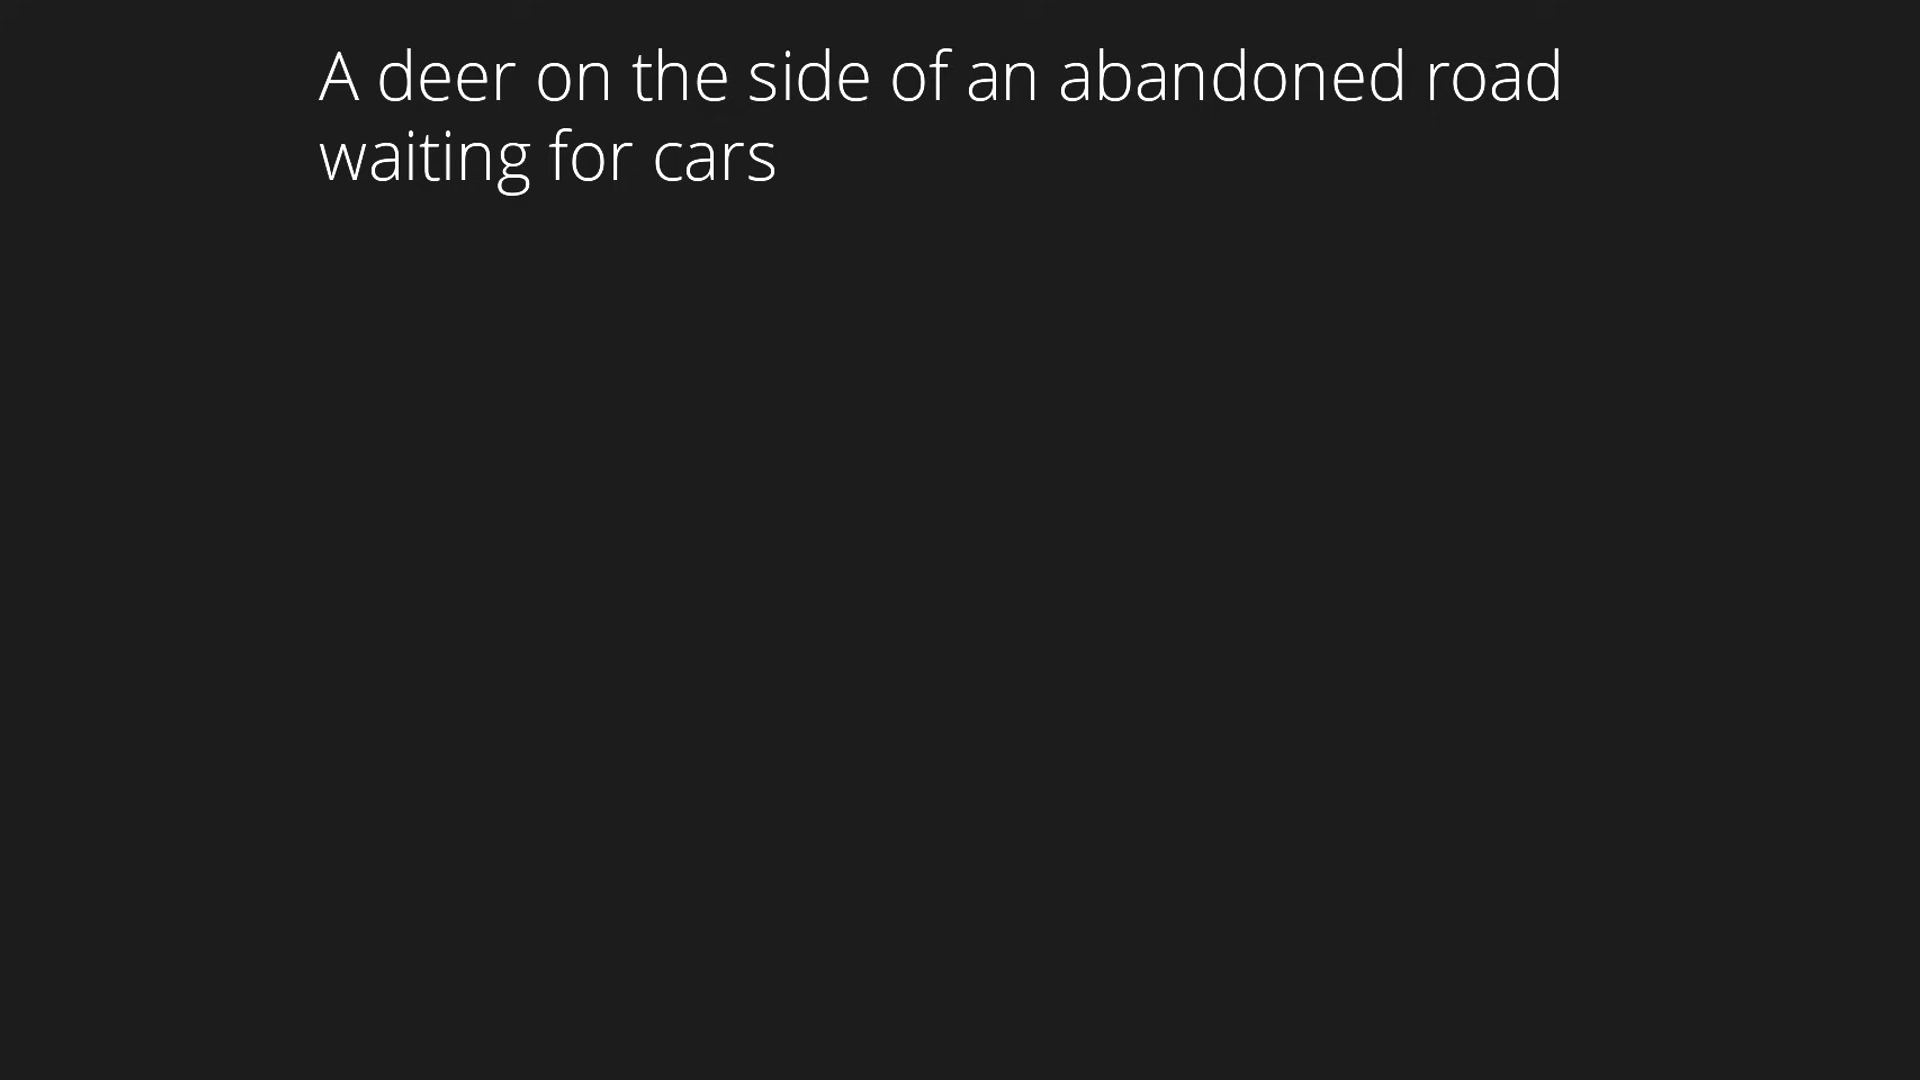 A deer on the side of an abandoned road
waiting for cars